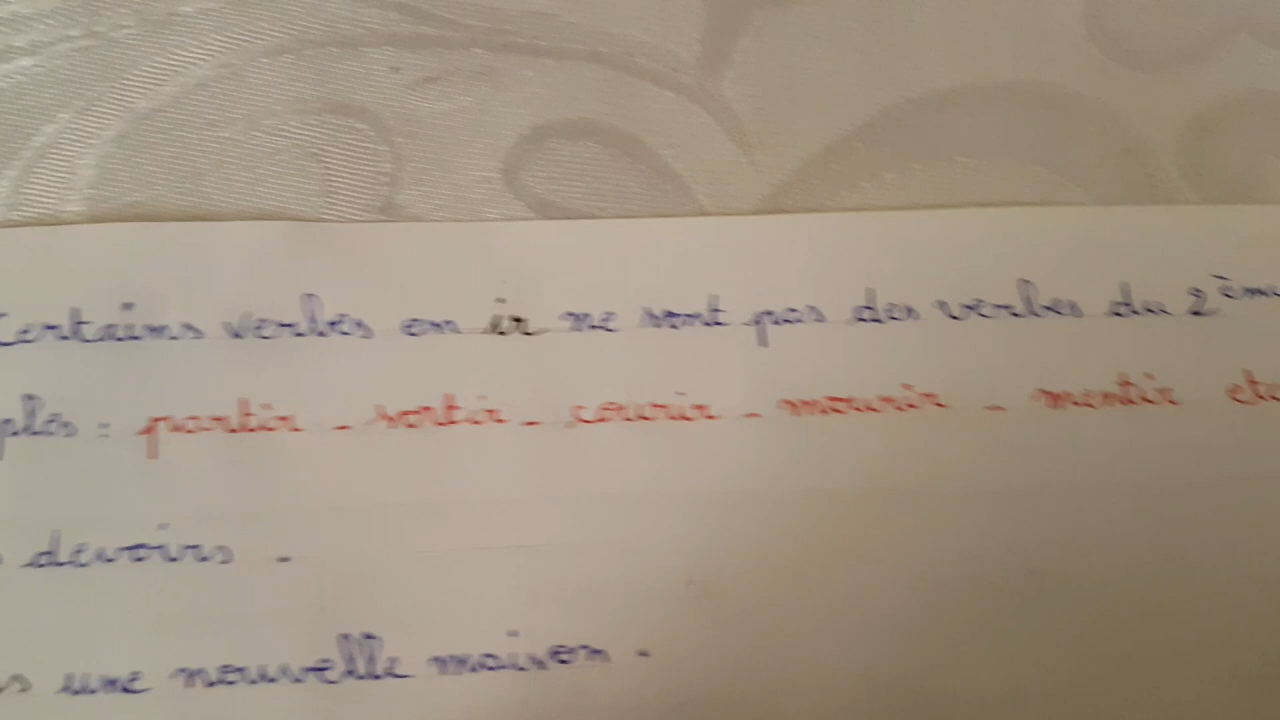 Certains verbes en ir ne sont pas des verbes du 2ème
ples : partir - sortir - courir - mourir - mentir etc
devoirs .
s une nouvelle maison .